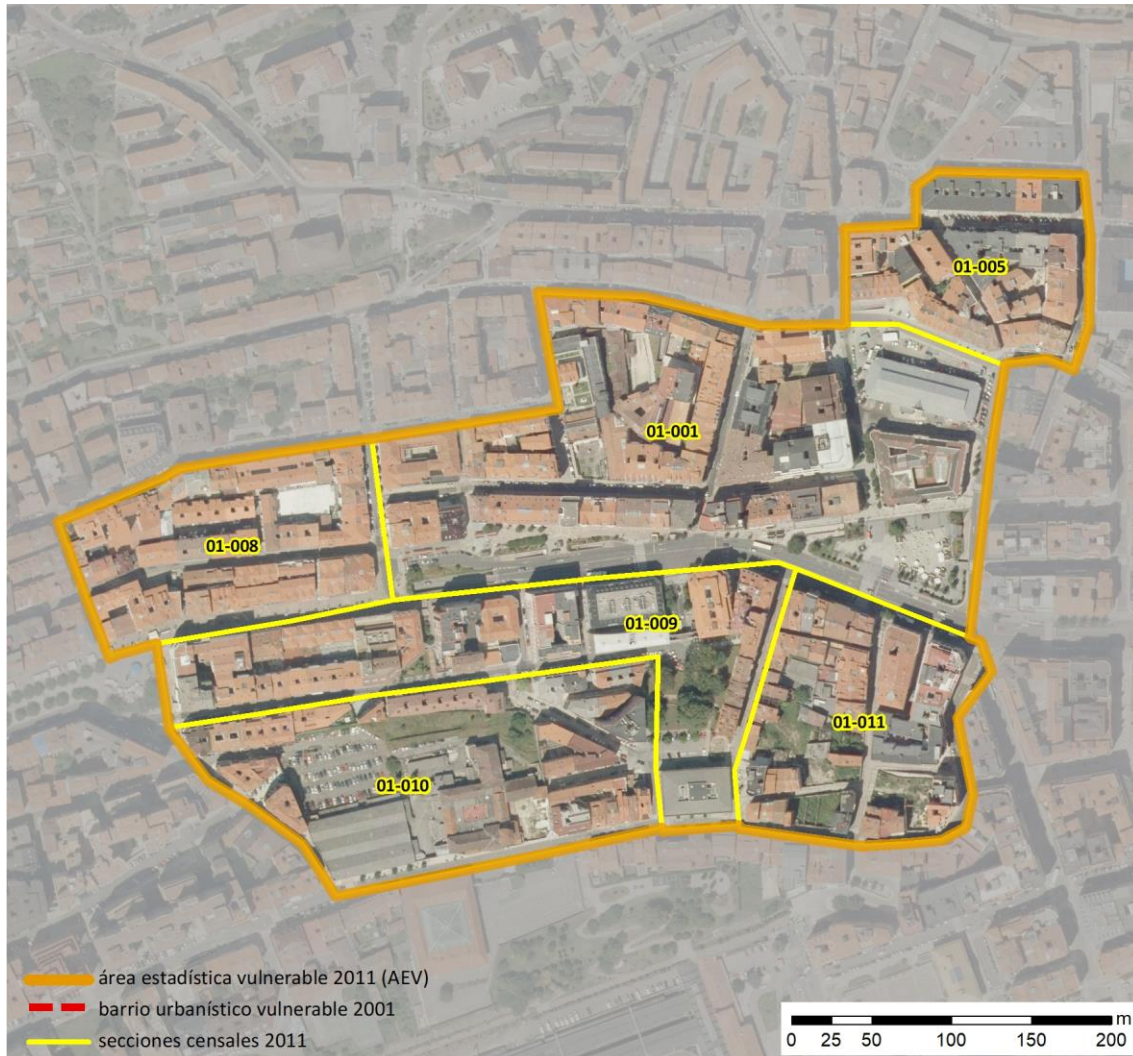 01-005
01-001
01-008
01-009
01-011
01-010
área estadística vulnerable 2011 (AEV)
barrio urbanístico vulnerable 2001
secciones censales 2011
m
0 25 50 100 150 200